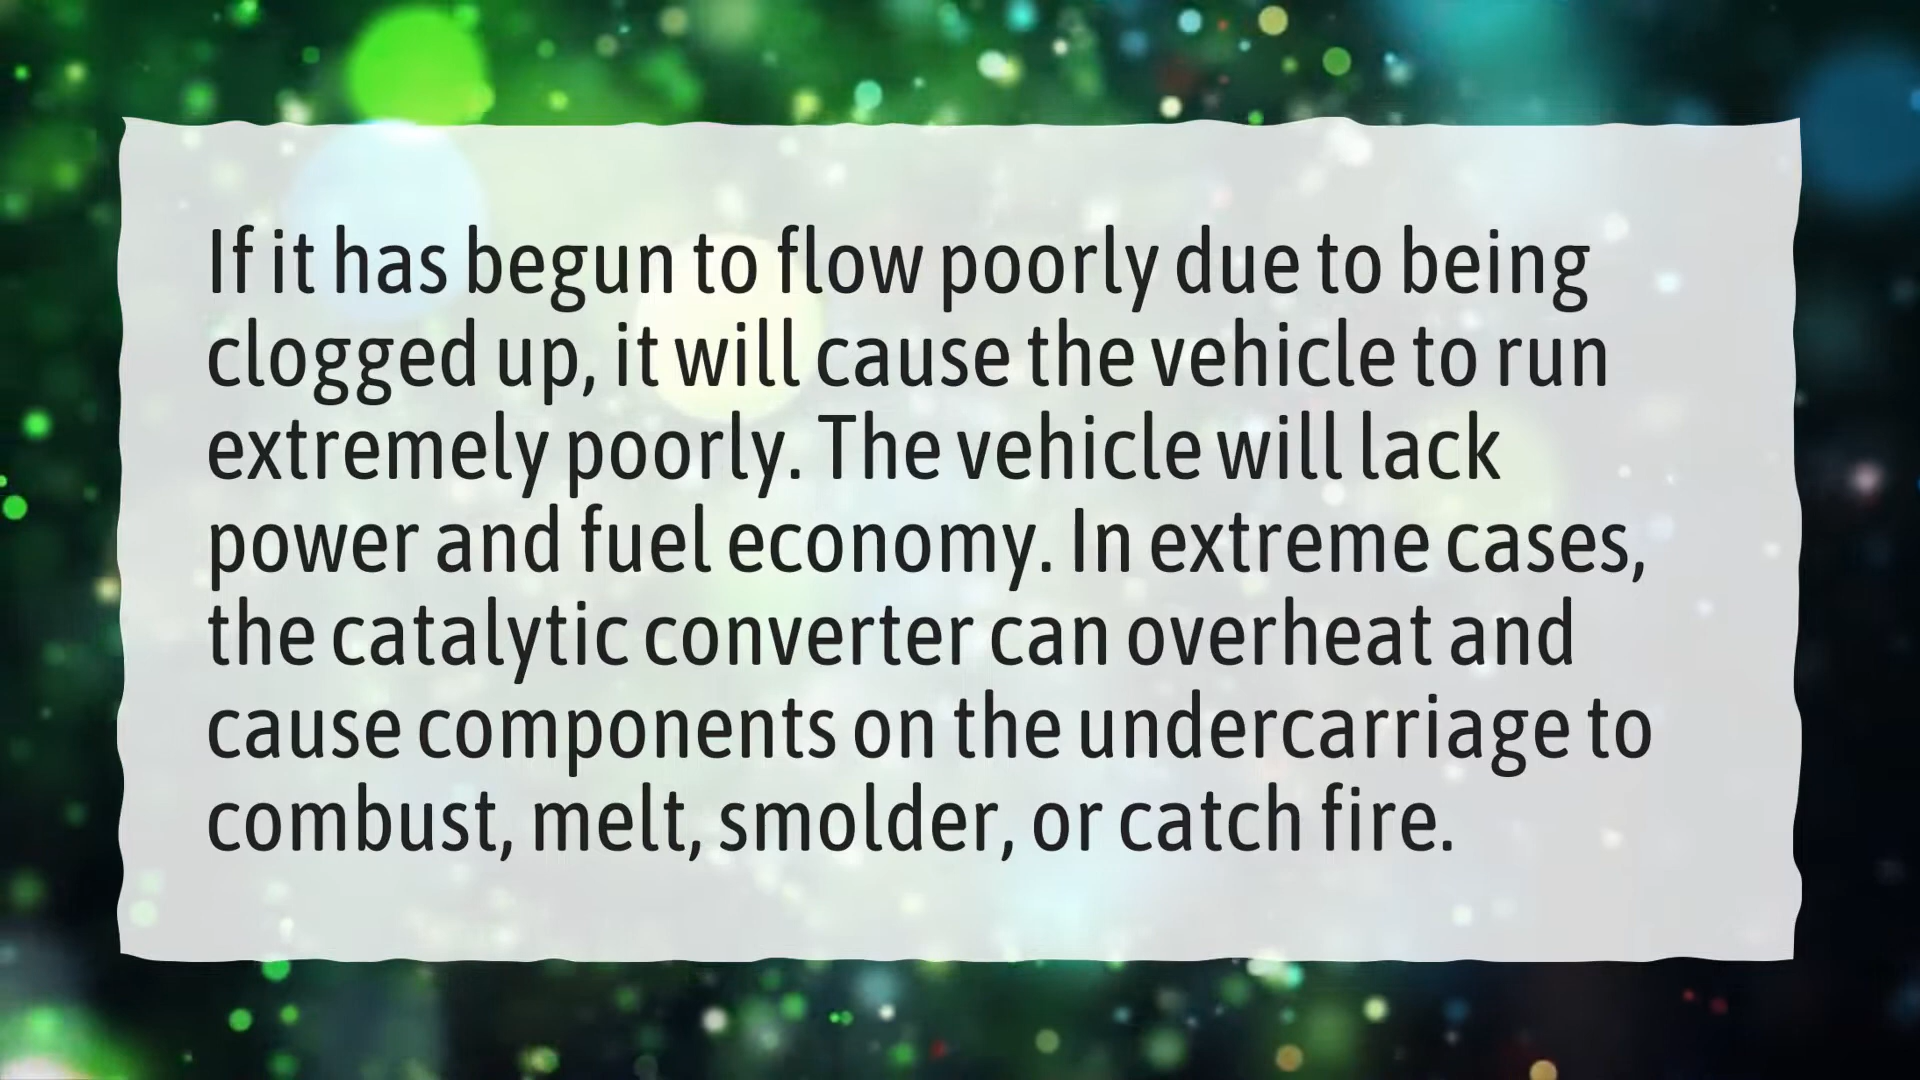 If it has begun to flow poorly due to being
clogged up, it will cause the vehicle to run
extremely poorly. The vehicle will lack
power and fuel economy. In extreme cases,
the catalytic converter can overheat and
cause components on the undercarriage to
combust, melt, smolder, or catch fire.